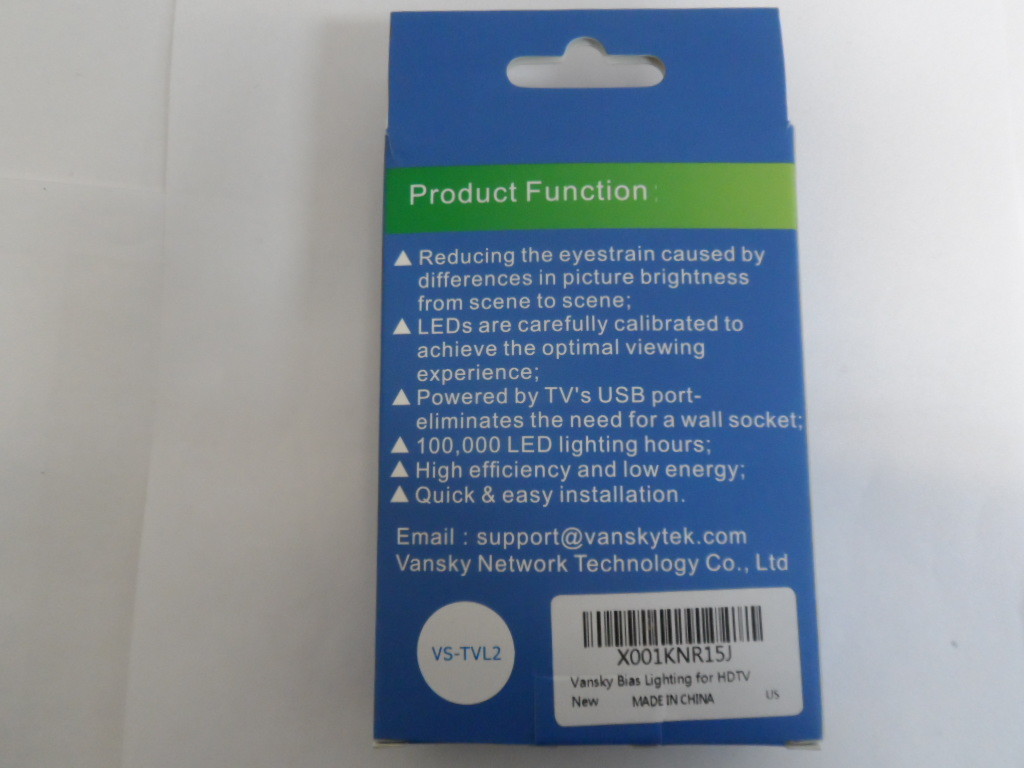 Product Function:
▲ Reducing the eyestrain caused by
differences in picture brightness
from scene to scene;
▲ LEDs are carefully calibrated to
achieve the optimal viewing
experience;
▲ Powered by TV's USB port-
eliminates the need for a wall socket;
▲ 100,000 LED lighting hours;
▲ High efficiency and low energy;
▲ Quick & easy installation.
Email : support@vanskytek.com
Vansky Network Technology Co., Ltd
VS-TVL2
X001KNR15J
Vansky Bias Lighting for HDTV
New MADE IN CHINA US